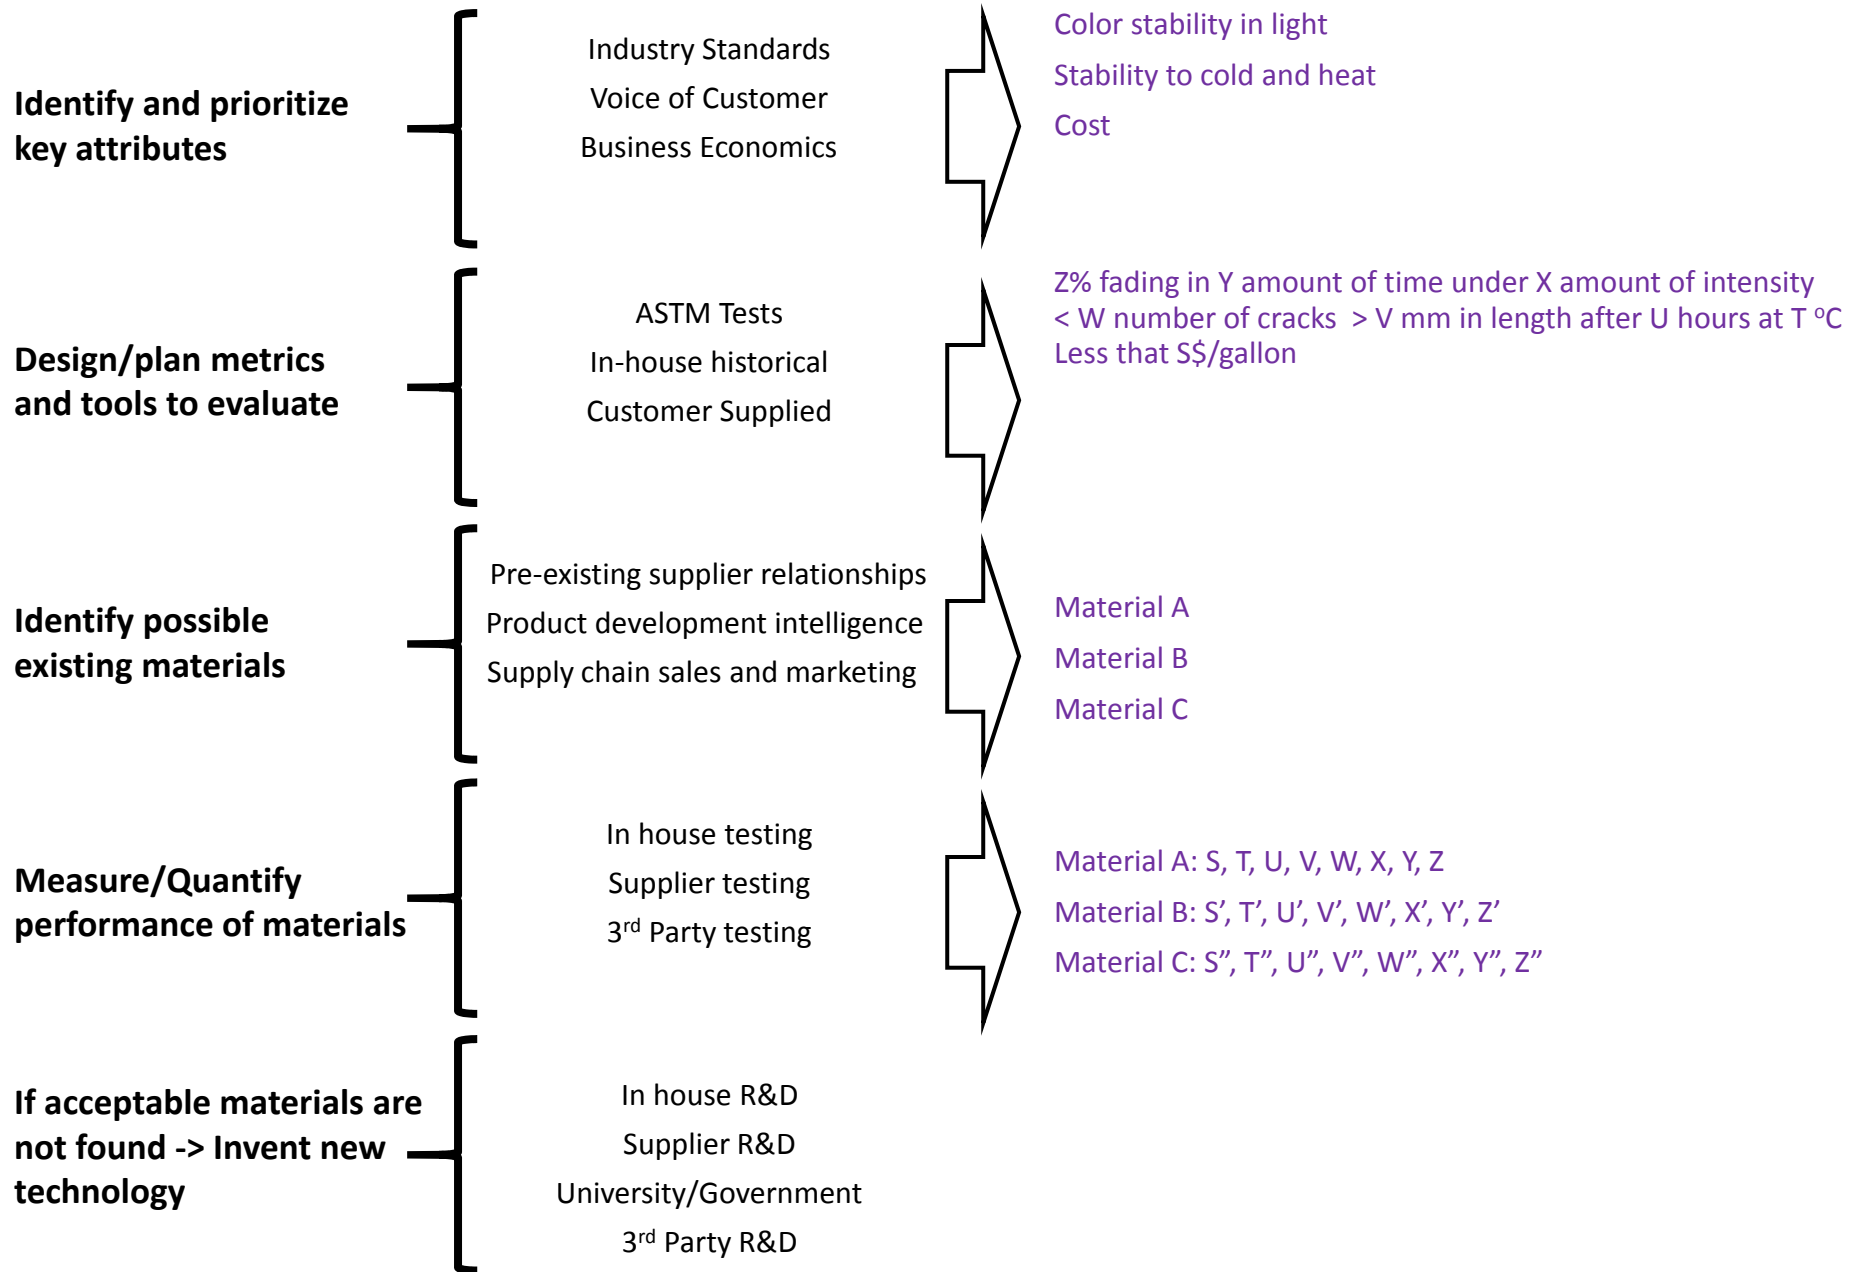 Identify and prioritize
key attributes
Industry Standards
Voice of Customer
Business Economics
Color stability in light
Stability to cold and heat
Cost
Design/plan metrics
and tools to evaluate
ASTM Tests
In-house historical
Customer Supplied
Z% fading in Y amount of time under X amount of intensity
< W number of cracks  > V mm in length after U hours at T ºC
Less that S$/gallon
Identify possible
existing materials
Pre-existing supplier relationships
Product development intelligence
Supply chain sales and marketing
Material A
Material B
Material C
Measure/Quantify
performance of materials
In house testing
Supplier testing
3rd Party testing
Material A: S, T, U, V, W, X, Y, Z
Material B: S’, T’, U’, V’, W’, X’, Y’, Z’
Material C: S”, T”, U”, V”, W”, X”, Y”, Z”
If acceptable materials are
not found -> Invent new
technology
In house R&D
Supplier R&D
University/Government
3rd Party R&D